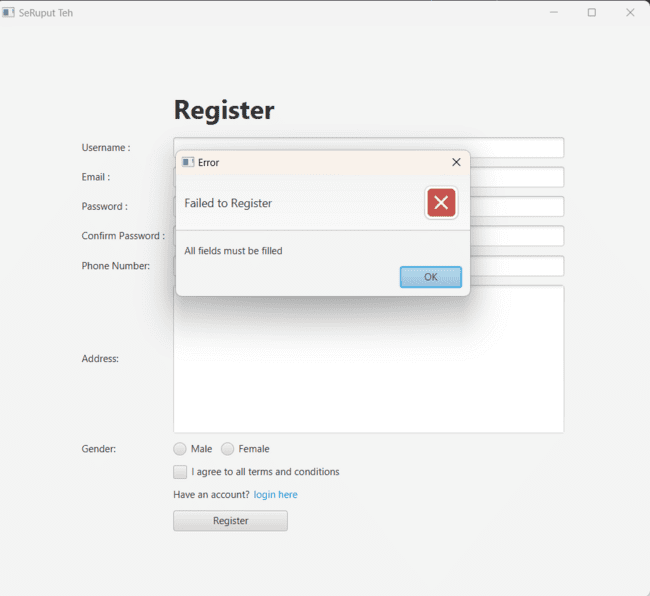 SeRuput Teh
Register
Username :
Error
Email :
Failed to Register
Password :
Confirm Password :
All fields must be filled
Phone Number:
OK
Address:
Gender:
Male
Female
I agree to all terms and conditions
Have an account? login here
Register